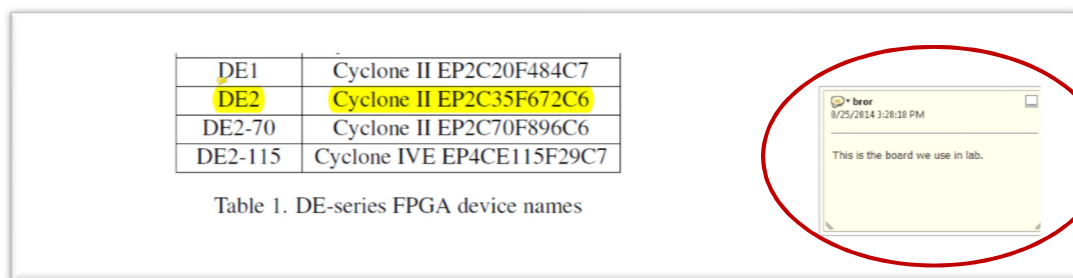 DE1 Cyclone II EP2C20F484C7
DE2 Cyclone II EP2C35F672C6
DE2-70 Cyclone II EP2C70F896C6
DE2-115 Cyclone IVE EP4CE115F29C7
Table 1. DE-series FPGA device names
bror
8/25/2014 3:28:18 PM
This is the board we use in lab.